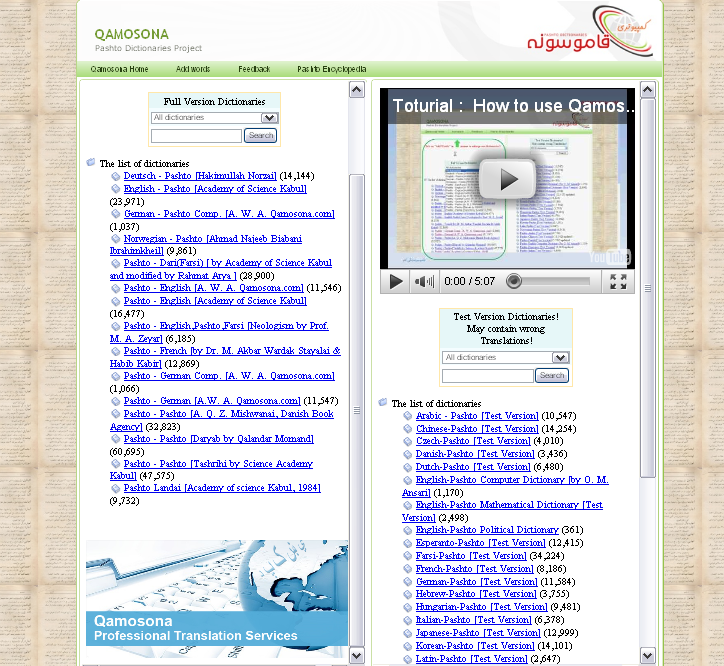 QAMOSONA
Pashto Dictionaries Project
کمپیوټري
PASHTO DICTIONARIES
قاموسونه
Qamosona Home
Add words
Feedback
Pashto Encyclopedia
Full Version Dictionaries
All dictionaries
Search
The list of dictionaries
Deutsch - Pashto [Hakimullah Norzai] (14,144)
English - Pashto [Academy of Science Kabul]
(23,971)
German - Pashto Comp. [A. W. A. Qamosona.com]
(1,037)
Norwegian - Pashto [Ahmad Najeeb Biabani
Ibrahimkheil] (9,861)
Pashto - Dari(Farsi) [ by Academy of Science Kabul
and modified by Rahmat Arya ] (28,900)
Pashto - English [A. W. A. Qamosona.com] (11,546)
Pashto - English [Academy of Science Kabul]
(16,477)
Pashto - English,Pashto,Farsi [Neologism by Prof.
M. A. Zeyar] (6,185)
Pashto - French [by Dr. M. Akbar Wardak Stayalai &
Habib Kabir] (12,869)
Pashto - German Comp. [A. W. A. Qamosona.com]
(1,066)
Pashto - German [A.W. A. Qamosona.com] (11,547)
Pashto - Pashto [A. Q. Z. Mishwanai, Danish Book
Agency] (32,823)
Pashto - Pashto [Daryab by Qalandar Momand]
(60,695)
Pashto - Pashto [Tashrihi by Science Academy
Kabul] (47,575)
Pashto Landai [Academy of science Kabul, 1984]
(9,732)
Qamosona
Professional Translation Services
Toturial : How to use Qamos...
YouTube
0:00 / 5:07
Test Version Dictionaries!
May contain wrong
Translations!
All dictionaries
Search
The list of dictionaries
Arabic - Pashto [Test Version] (10,547)
Chinese-Pashto [Test Version] (14,254)
Czech-Pashto [Test Version] (4,010)
Danish-Pashto [Test Version] (3,436)
Dutch-Pashto [Test Version] (6,480)
English-Pashto Computer Dictionary [by O. M.
Ansari] (1,170)
English-Pashto Mathematical Dictionary [Test
Version] (2,498)
English-Pashto Political Dictionary (361)
Esperanto-Pashto [Test Version] (12,415)
Farsi-Pashto [Test Version] (34,224)
French-Pashto [Test Version] (8,186)
German-Pashto [Test Version] (11,584)
Hebrew-Pashto [Test Version] (3,755)
Hungarian-Pashto [Test Version] (9,481)
Italian-Pashto [Test Version] (6,378)
Japanese-Pashto [Test Version] (12,999)
Korean-Pashto [Test Version] (14,101)
Latin-Pashto [Test Version] (2,647)